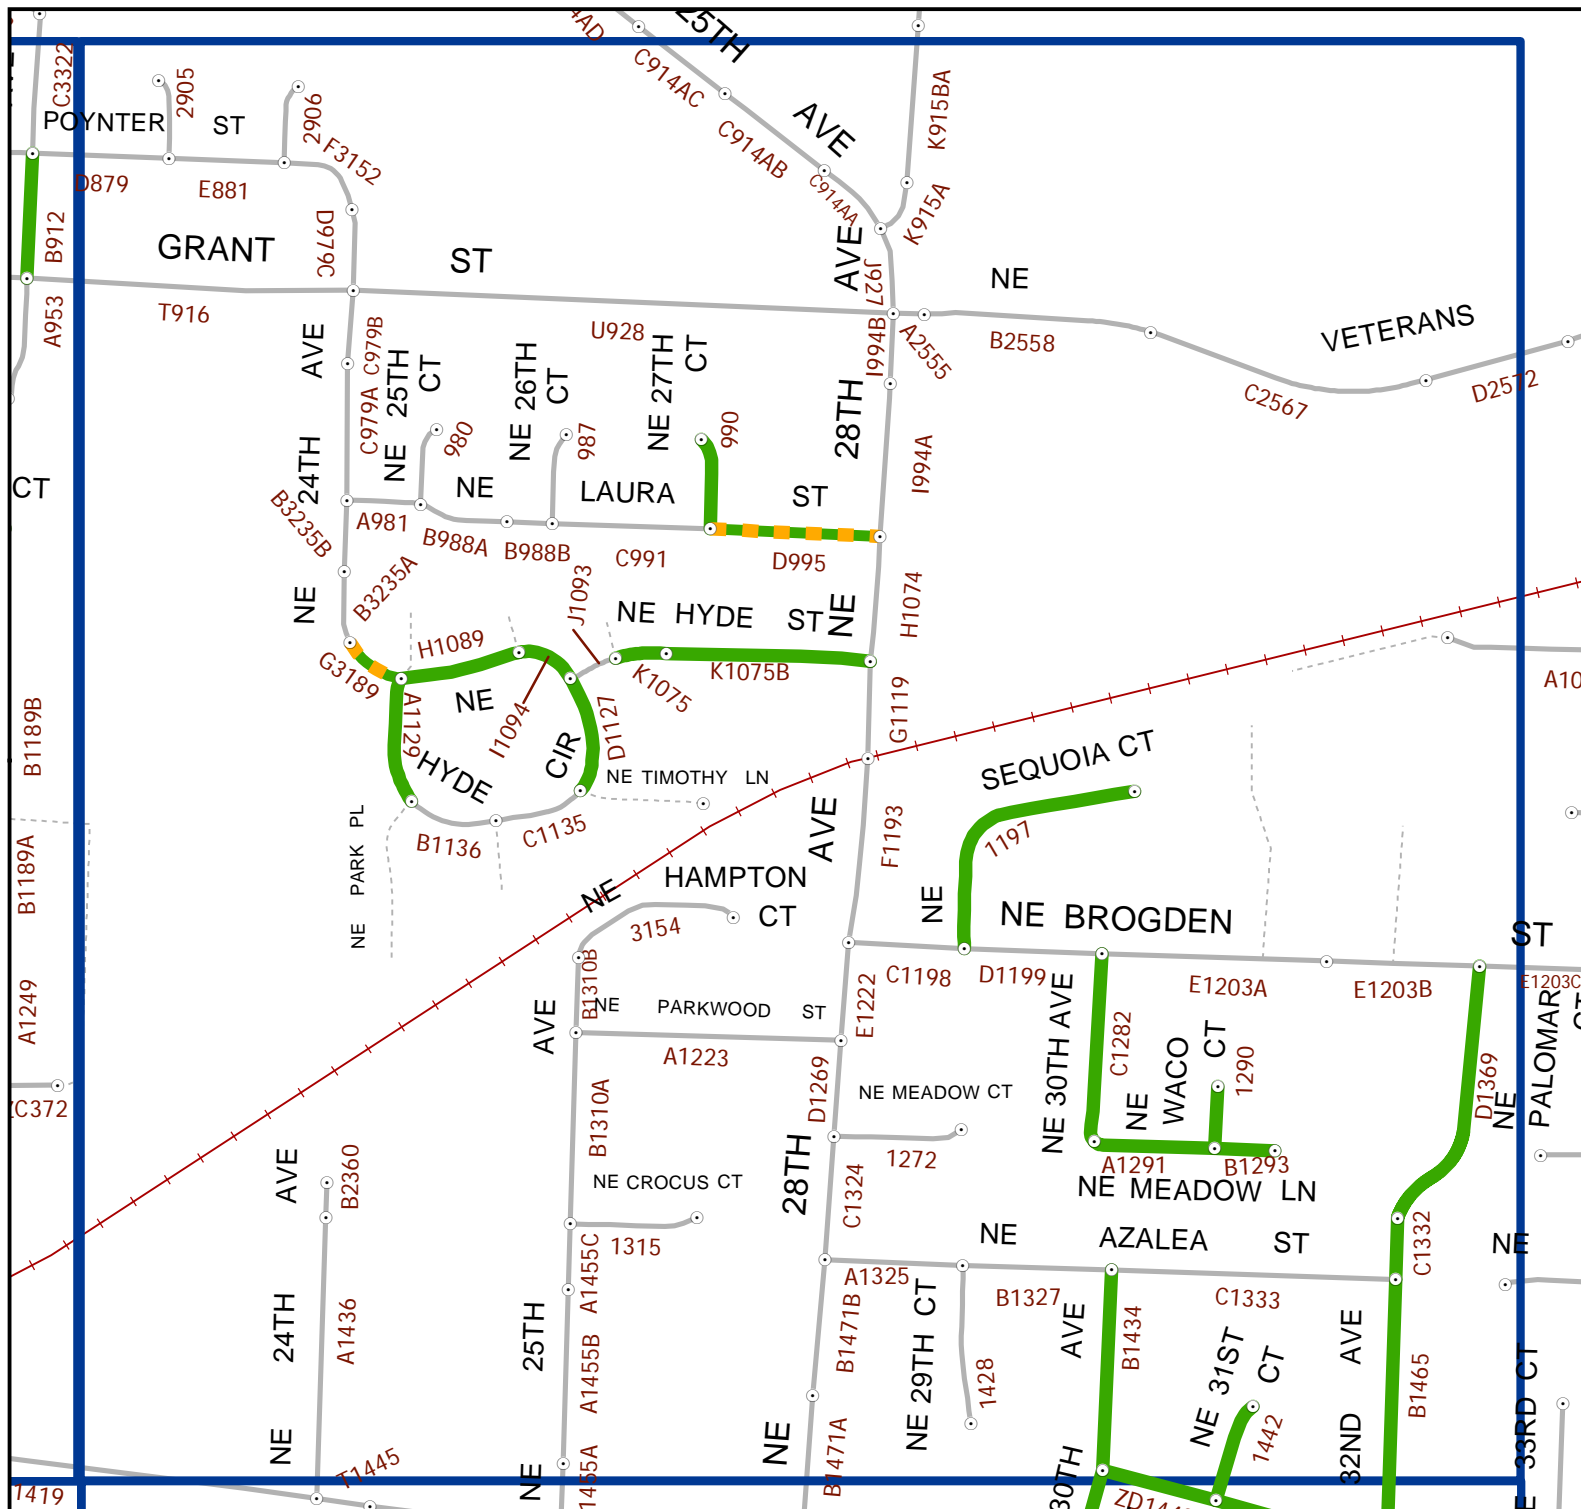 C3322
2905
2906
POYNTER ST
F3152
D879
E881
B912
D979C
GRANT ST
T916
A953
25TH AVE
C914AC
C914AB
C914AA
K915BA
K915A
J927
AVE
NE
U928
I994B
A2555
B2558
VETERANS
C2567
D2572
AVE
C979B
C979A
NE 25TH CT
980
NE 26TH CT
987
NE 27TH CT
990
28TH
I994A
24TH
CT
NE LAURA ST
A981
B988A
B988B
C991
D995
B3235B
B3235A
NE
J1093
NE HYDE ST
NE
H1074
H1089
G3189
K1075
K1075B
A1129
NE
I1094
D1127
HYDE CIR
G1119
B1189B
NE TIMOTHY LN
SEQUOIA CT
1197
NE PARK PL
B1136
C1135
AVE
F1193
B1189A
NE HAMPTON CT
3154
NE
NE BROGDEN ST
B1310B
C1198
D1199
E1203A
E1203B
E1203C
A1249
AVE
NE PARKWOOD ST
E1222
A1223
NE 30TH AVE
C1282
NE WACO CT
1290
D1369
NE PALOMAR
D1269
NE MEADOW CT
B1310A
1272
A1291
B1293
NE MEADOW LN
AVE
B2360
NE CROCUS CT
28TH
C1324
1315
NE AZALEA ST
C1332
NE
A1455C
A1325
B1327
C1333
24TH
A1436
25TH
A1455B
B1471B
NE 29TH CT
1428
AVE
B1434
NE 31ST CT
1442
AVE
B1465
32ND
33RD CT
NE
NE
NE
B1471A
30TH
T1445
1455A
1419